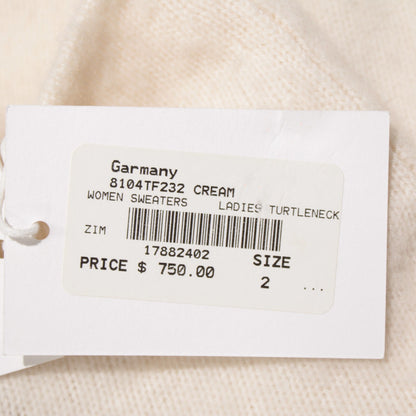 Garmany
8104TF232 CREAM
WOMEN SWEATERS LADIES TURTLENECK
ZIM
17882402
PRICE $ 750.00 SIZE
2 ...